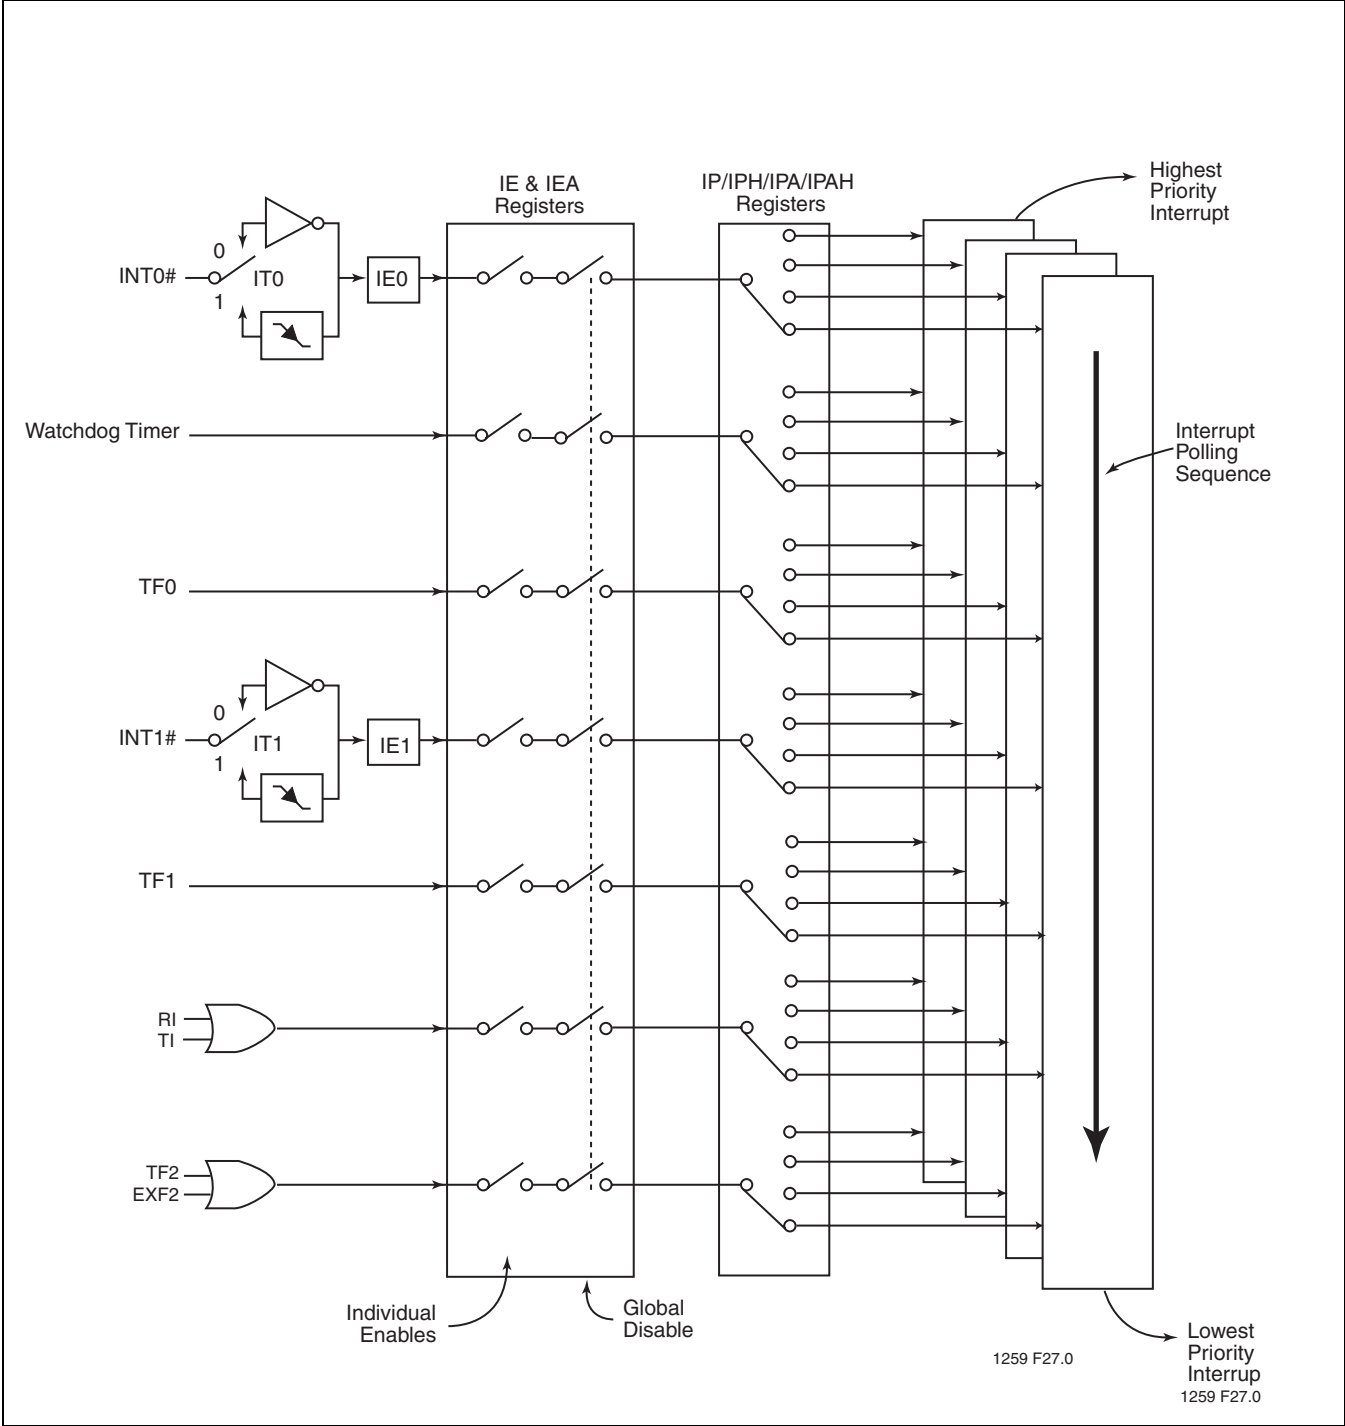 IE & IEA
Registers
IP/IPH/IPA/IPAH
Registers
Highest
Priority
Interrupt
0
INT0#
IT0
1
IE0
Watchdog Timer
Interrupt
Polling
Sequence
TF0
0
INT1#
IT1
1
IE1
TF1
RI
TI
TF2
EXF2
Individual
Enables
Global
Disable
Lowest
Priority
Interrup
1259 F27.0
1259 F27.0